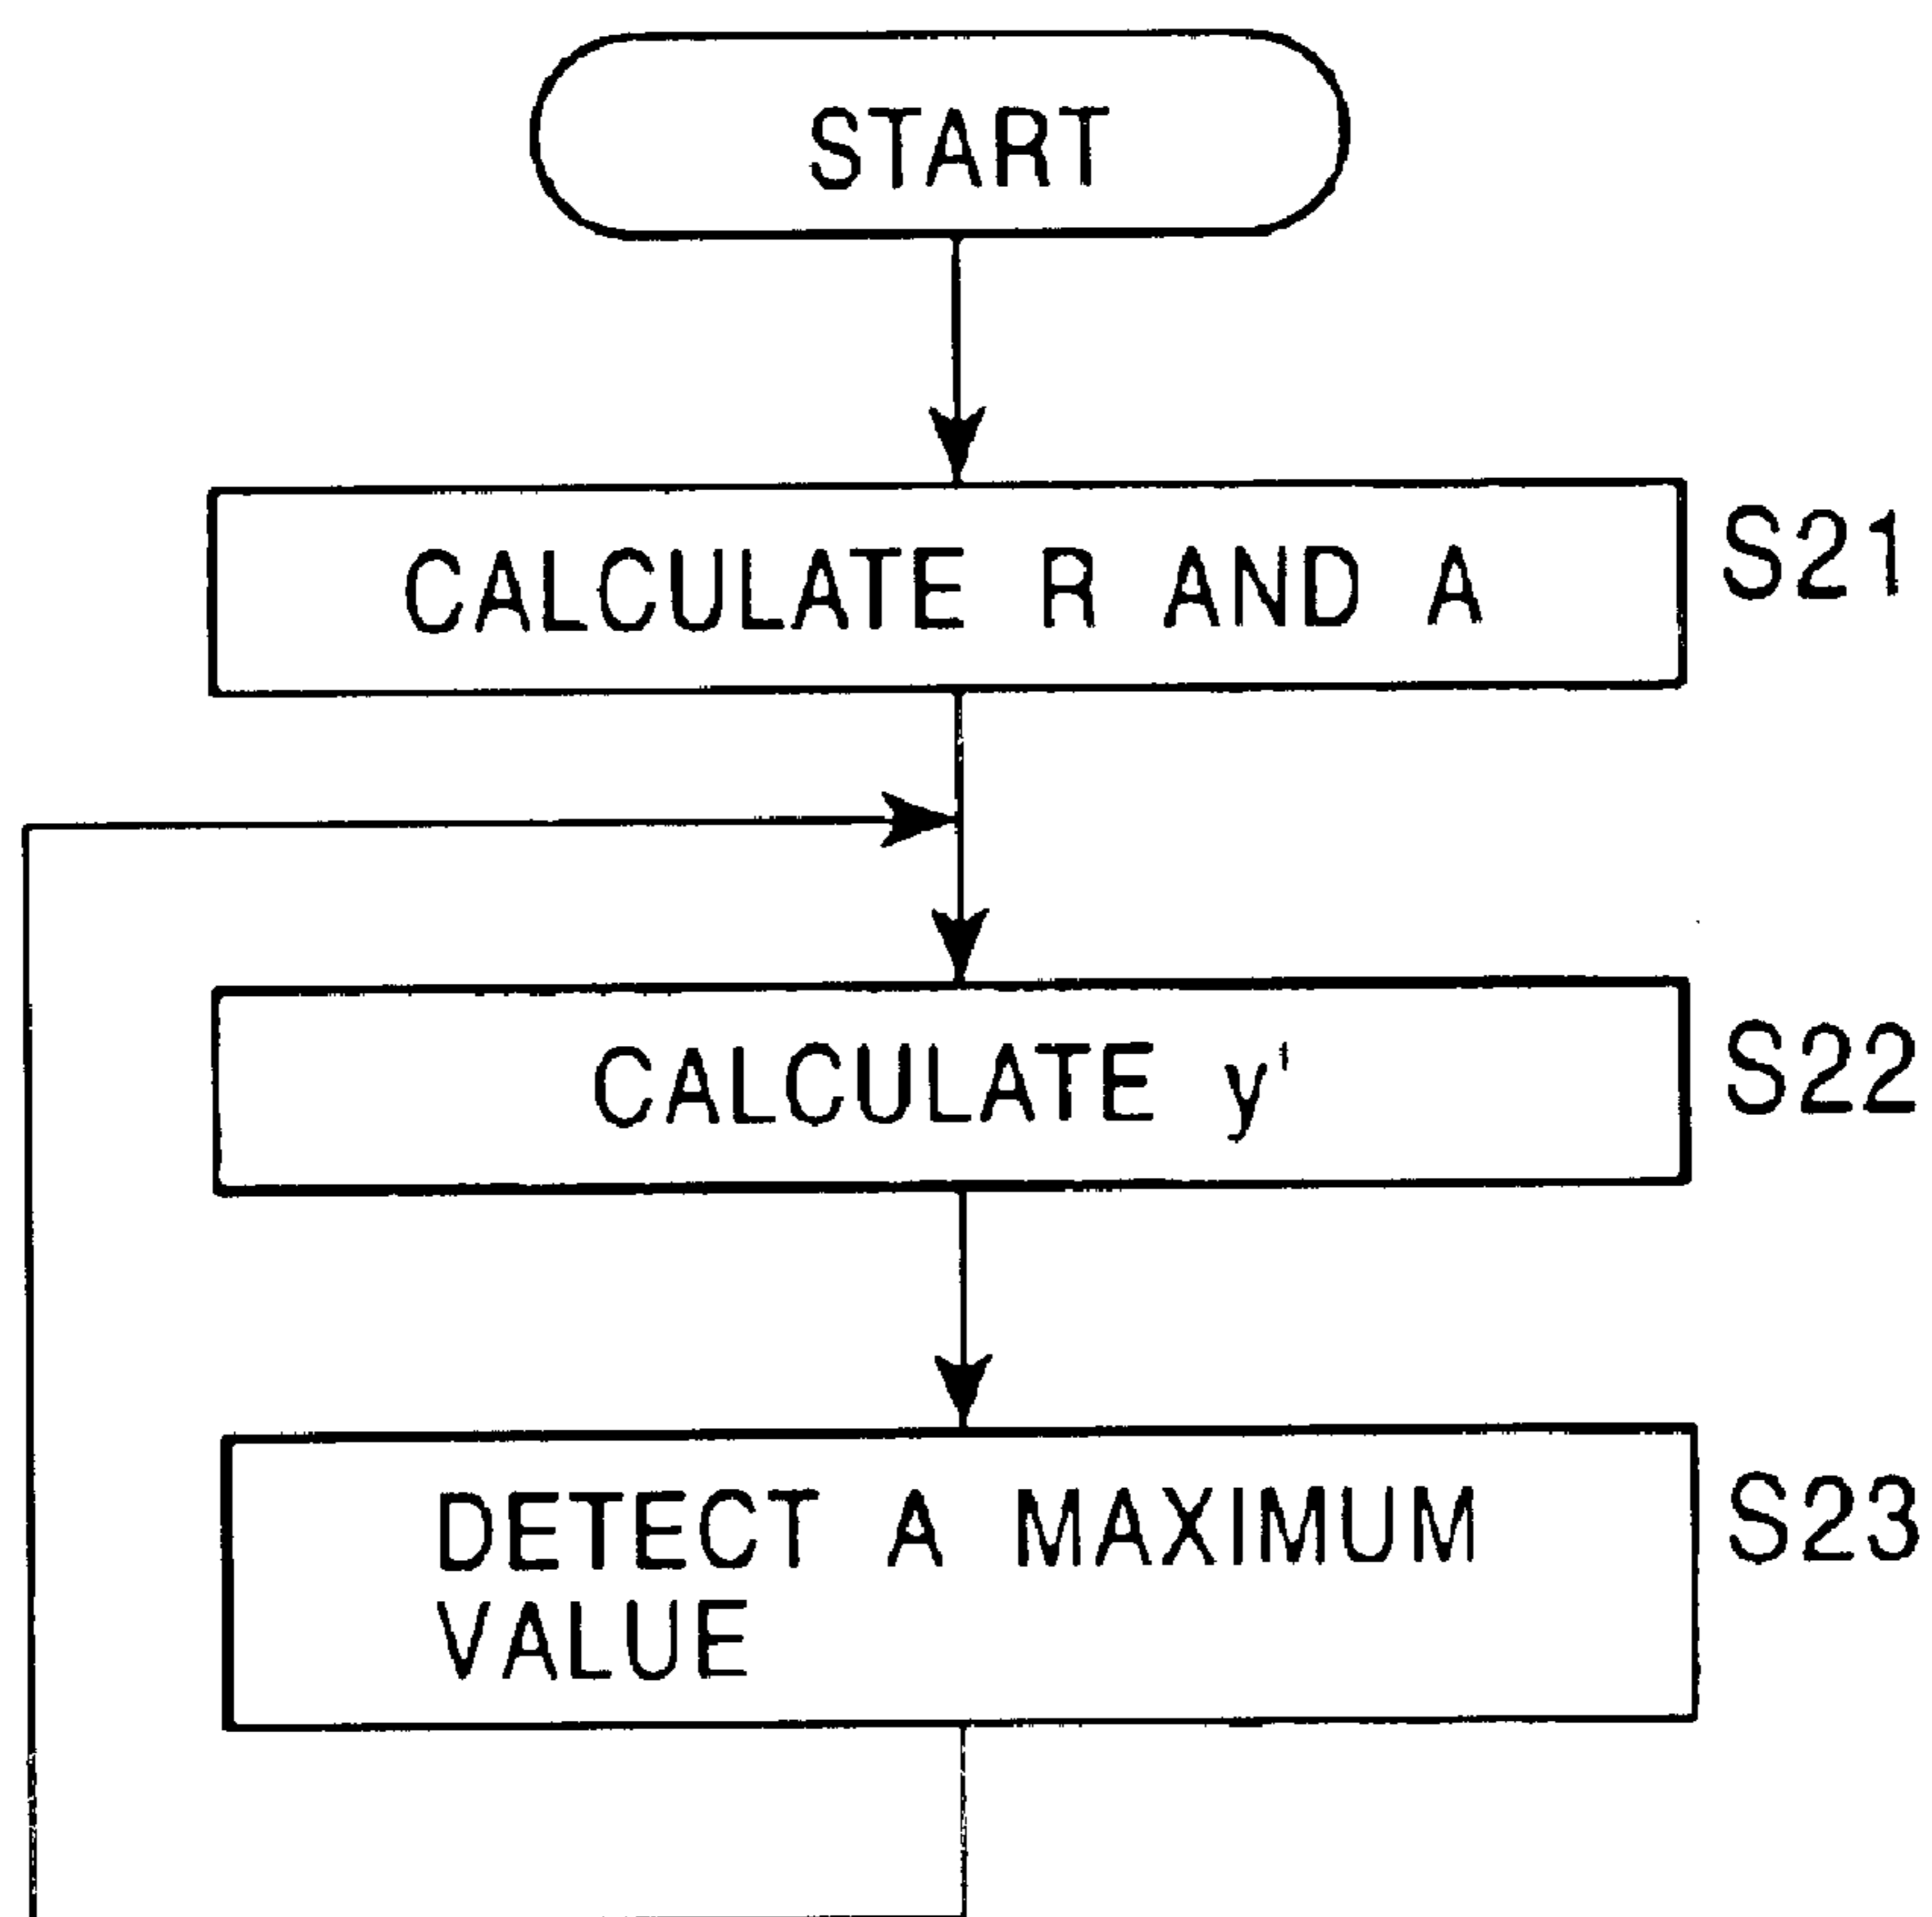 START
CALCULATE R AND A
S21
CALCULATE y'
S22
DETECT A MAXIMUM
VALUE
S23